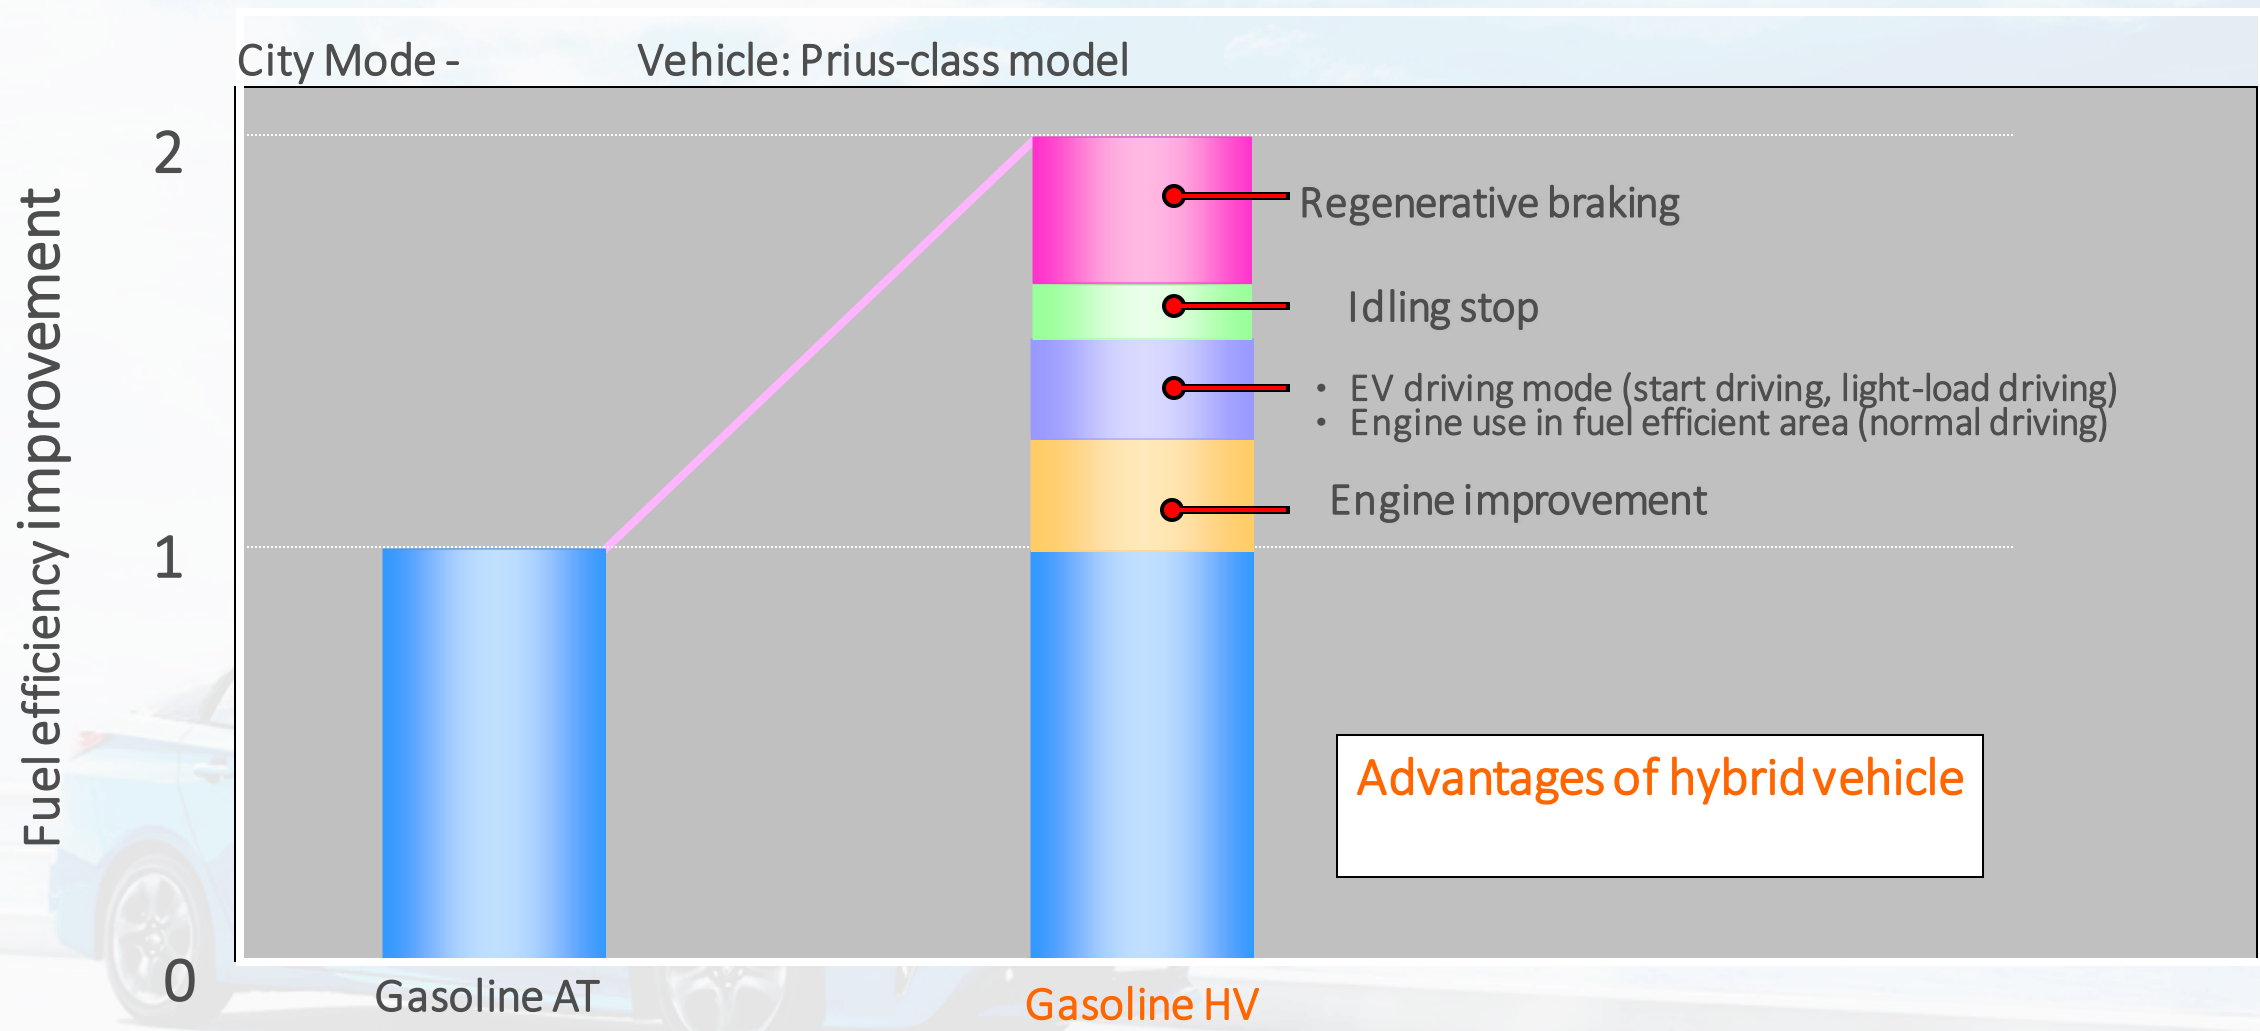 City Mode - Vehicle: Prius-class model
Fuel efficiency improvement
2
1
0
Regenerative braking
Idling stop
・ EV driving mode (start driving, light-load driving)
・ Engine use in fuel efficient area (normal driving)
Engine improvement
Advantages of hybrid vehicle
Gasoline AT
Gasoline HV